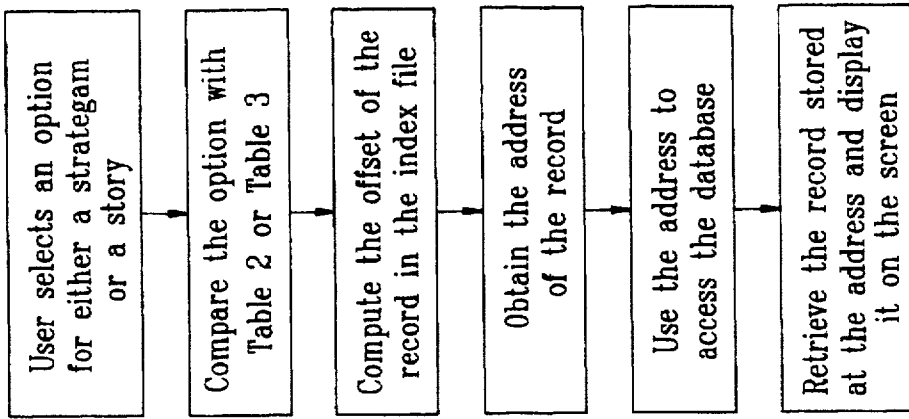 User selects an option
for either a strategam
or a story
Compare the option with
Table 2 or Table 3
Compute the offset of the
record in the index file
Obtain the address
of the record
Use the address to
access the database
Retrieve the record stored
at the address and display
it on the screen